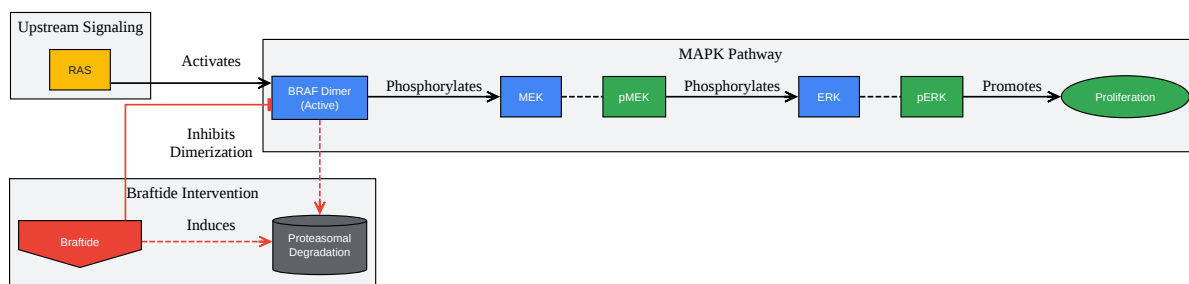 Upstream Signaling
RAS
Activates
MAPK Pathway
BRAF Dimer
(Active)
Phosphorylates
MEK
pMEK
Phosphorylates
ERK
pERK
Promotes
Proliferation
Inhibits
Dimerization
Braftide Intervention
Braftide
Induces
Proteasomal
Degradation